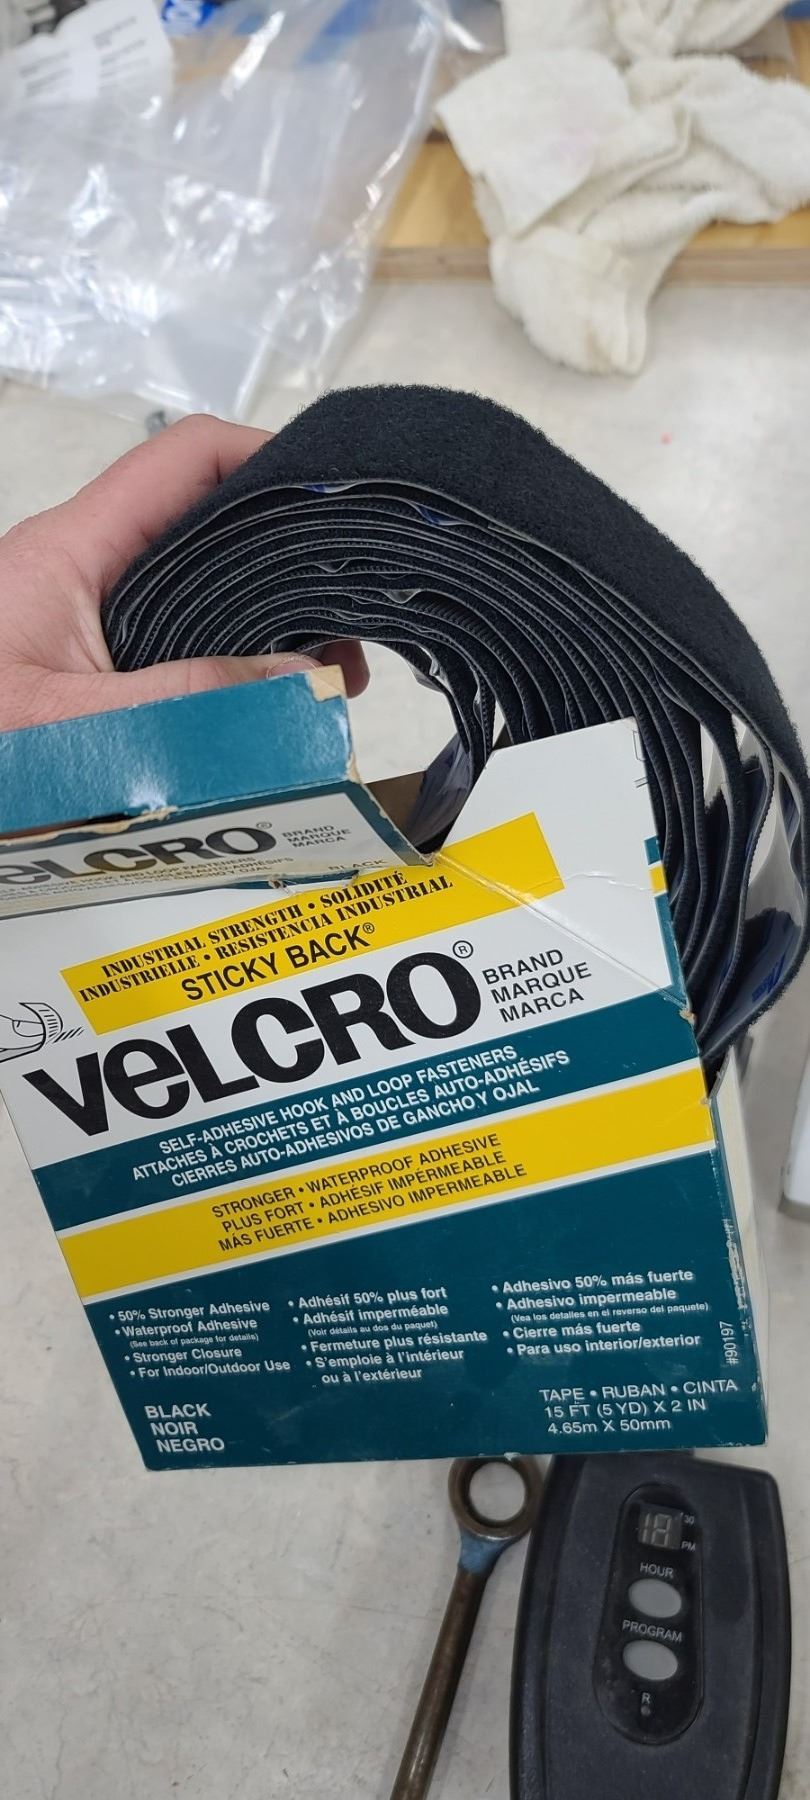 VELCRO® BRAND
MARQUE
MARCA
BLACK
INDUSTRIAL STRENGTH • SOLIDITÉ
INDUSTRIELLE • RESISTENCIA INDUSTRIAL
STICKY BACK®
VELCRO® BRAND
MARQUE
MARCA
SELF-ADHESIVE HOOK AND LOOP FASTENERS
ATTACHES À CROCHETS ET À BOUCLES AUTO-ADHÉSIFS
CIERRES AUTO-ADHESIVOS DE GANCHO Y OJAL
STRONGER • WATERPROOF ADHESIVE
PLUS FORT • ADHÉSIF IMPERMÉABLE
MÁS FUERTE • ADHESIVO IMPERMEABLE
• 50% Stronger Adhesive
• Waterproof Adhesive
(See back of package for details)
• Stronger Closure
• For Indoor/Outdoor Use
• Adhésif 50% plus fort
• Adhésif imperméable
(Voir détails au dos du paquet)
• Fermeture plus résistante
• S'emploie à l'intérieur
ou à l'extérieur
• Adhesivo 50% más fuerte
• Adhesivo impermeable
(Vea los detalles en el reverso del paquete)
• Cierre más fuerte
• Para uso interior/exterior
#90197
BLACK
NOIR
NEGRO
TAPE • RUBAN • CINTA
15 FT (5 YD) X 2 IN
4.65m X 50mm
30
PM
HOUR
PROGRAM
R